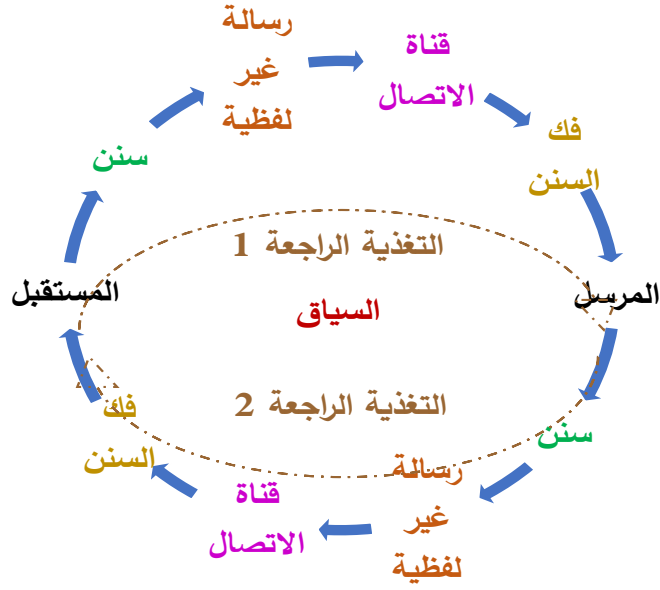 رسالة
غير
لفظية
قناة
الاتصال
فك
السنن
سنن
التغذية الراجعة 1
المرسل
المستقبل
السياق
التغذية الراجعة 2
فك
السنن
سنن
رسالة
غير
لفظية
قناة
الاتصال